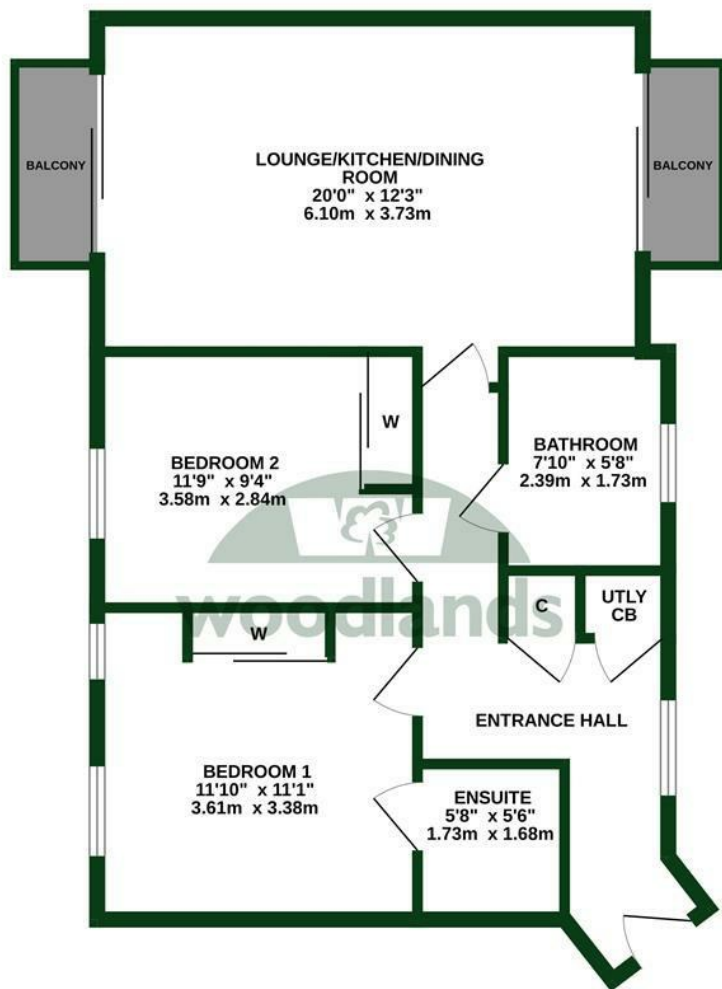 BALCONY
LOUNGE/KITCHEN/DINING
ROOM
20'0" x 12'3"
6.10m x 3.73m
BALCONY
W
BEDROOM 2
11'9" x 9'4"
3.58m x 2.84m
BATHROOM
7'10" x 5'8"
2.39m x 1.73m
woodlands
C
UTLY
CB
W
ENTRANCE HALL
BEDROOM 1
11'10" x 11'1"
3.61m x 3.38m
ENSUITE
5'8" x 5'6"
1.73m x 1.68m